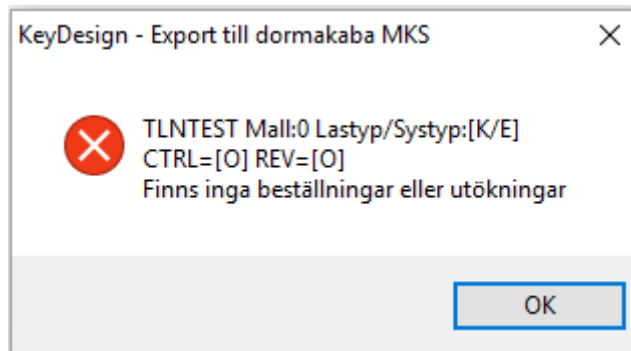 KeyDesign - Export till dormakaba MKS
TLNTEST Mall:0 Lastyp/Systyp:[K/E]
CTRL=[O] REV=[O]
Finns inga beställningar eller utökningar
OK